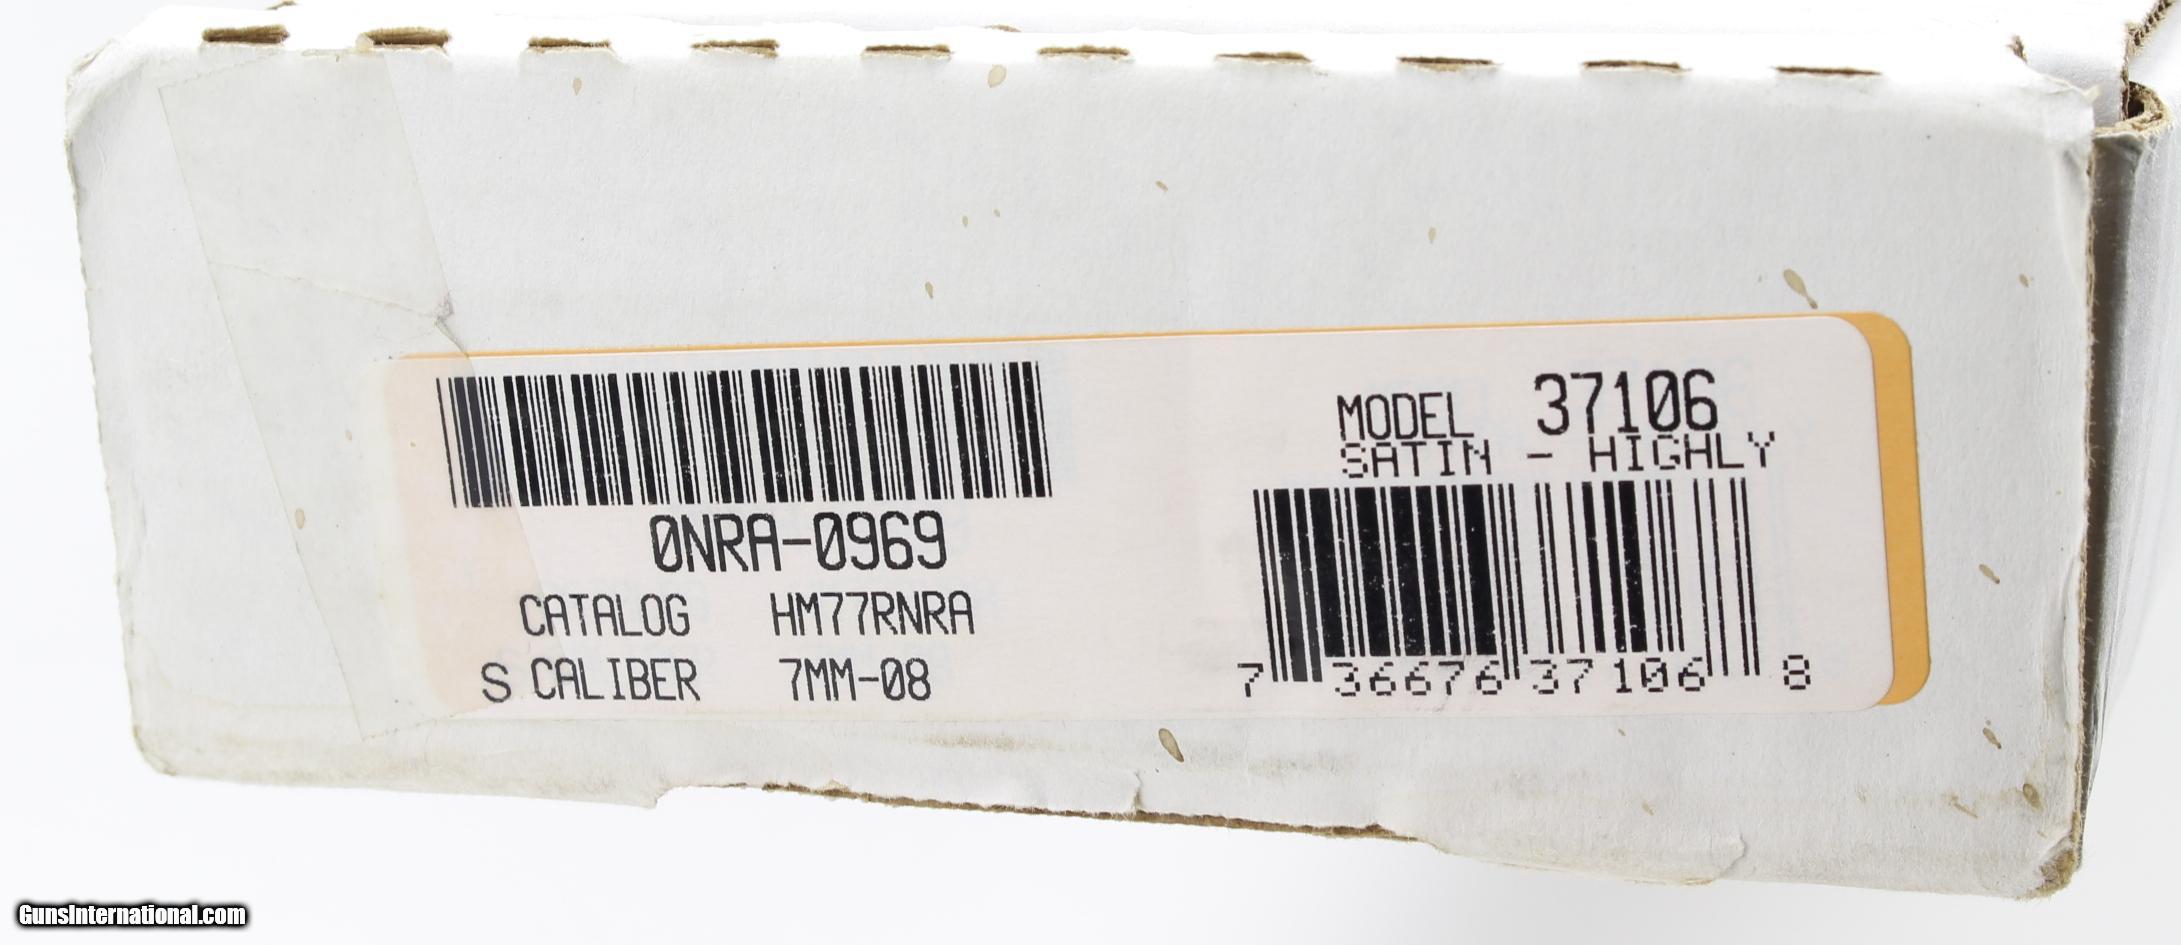 0NRA-0969
CATALOG HM77RNRA
S CALIBER 7MM-08
MODEL 37106
SATIN - HIGHLY
7 36676 37106 8
GunsInternational.com